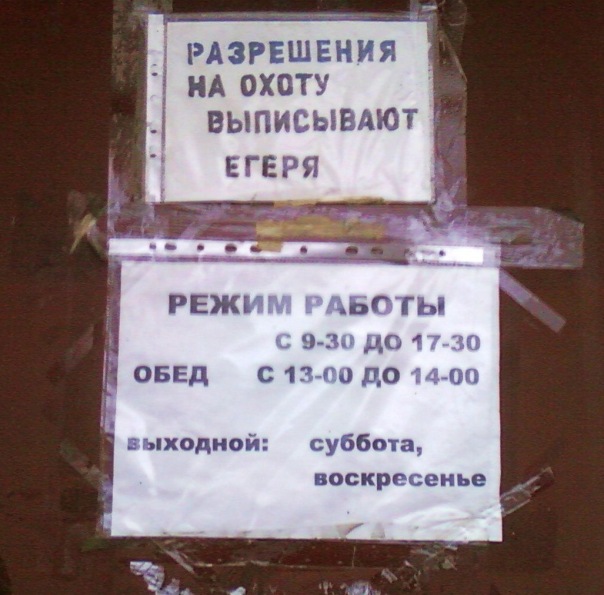 РАЗРЕШЕНИЯ
НА ОХОТУ
ВЫПИСЫВАЮТ
ЕГЕРЯ
РЕЖИМ РАБОТЫ
С 9-30 ДО 17-30
ОБЕД С 13-00 ДО 14-00
выходной: суббота,
воскресенье